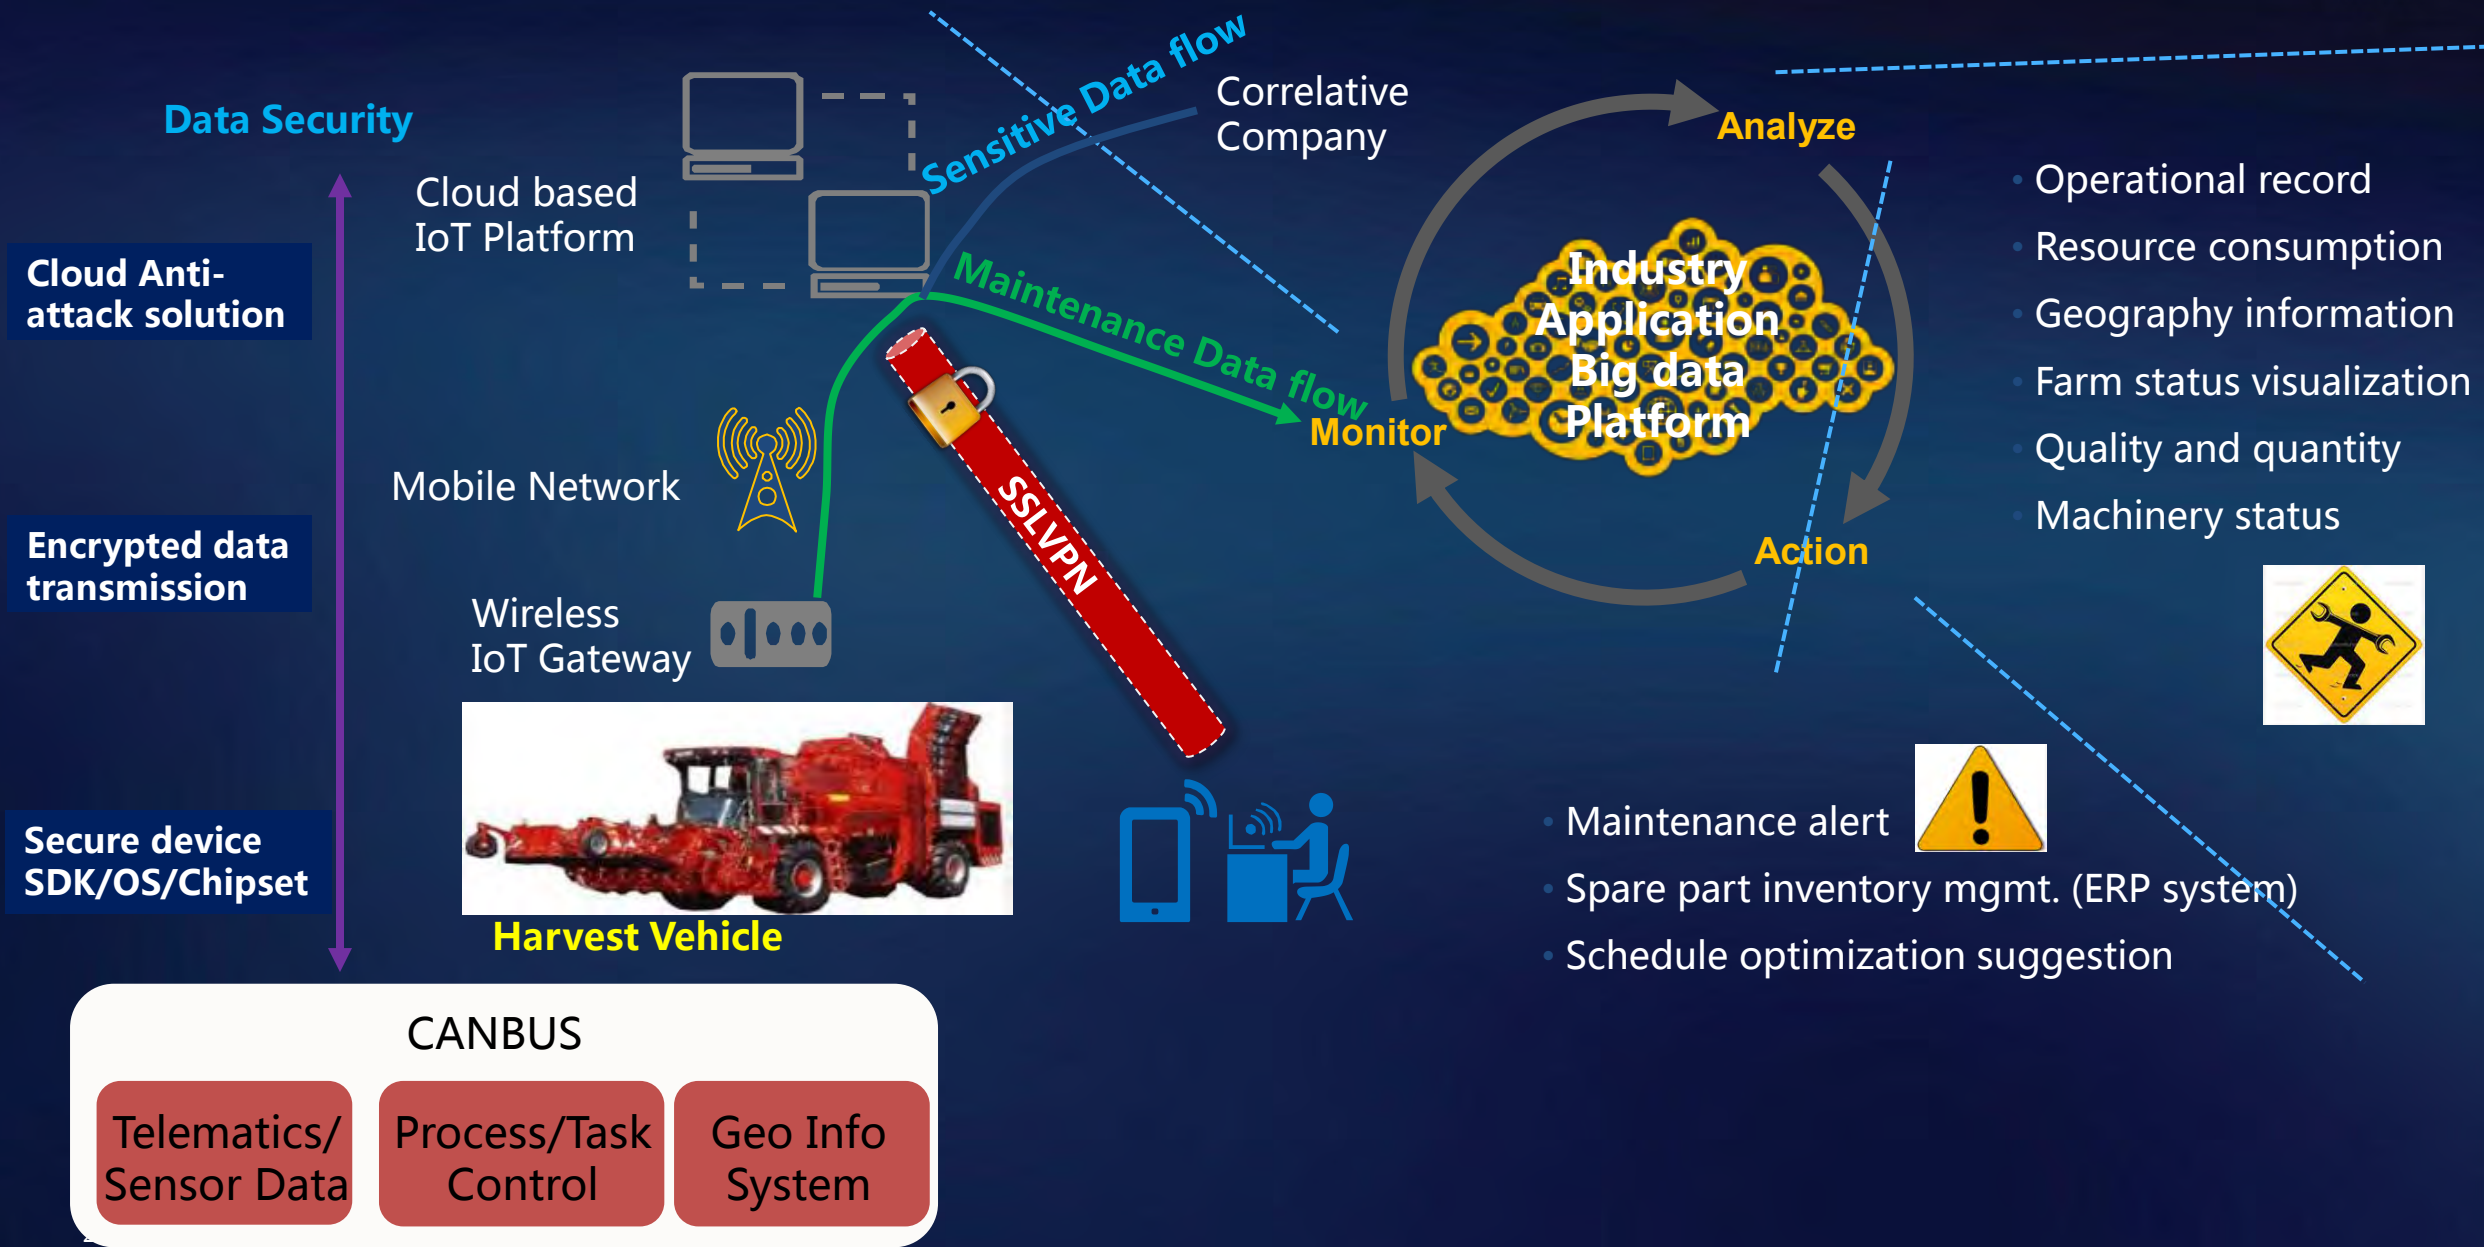 Data Security
Cloud Anti-
attack solution
Encrypted data
transmission
Secure device
SDK/OS/Chipset
Cloud based
IoT Platform
Mobile Network
Wireless
IoT Gateway
Harvest Vehicle
CANBUS
Telematics/
Sensor Data
Process/Task
Control
Geo Info
System
Sensitive Data flow
Correlative
Company
Maintenance Data flow
SSLVPN
Analyze
Monitor
Action
Industry
Application
Big data
Platform
• Operational record
• Resource consumption
• Geography information
• Farm status visualization
• Quality and quantity
• Machinery status
• Maintenance alert
• Spare part inventory mgmt. (ERP system)
• Schedule optimization suggestion